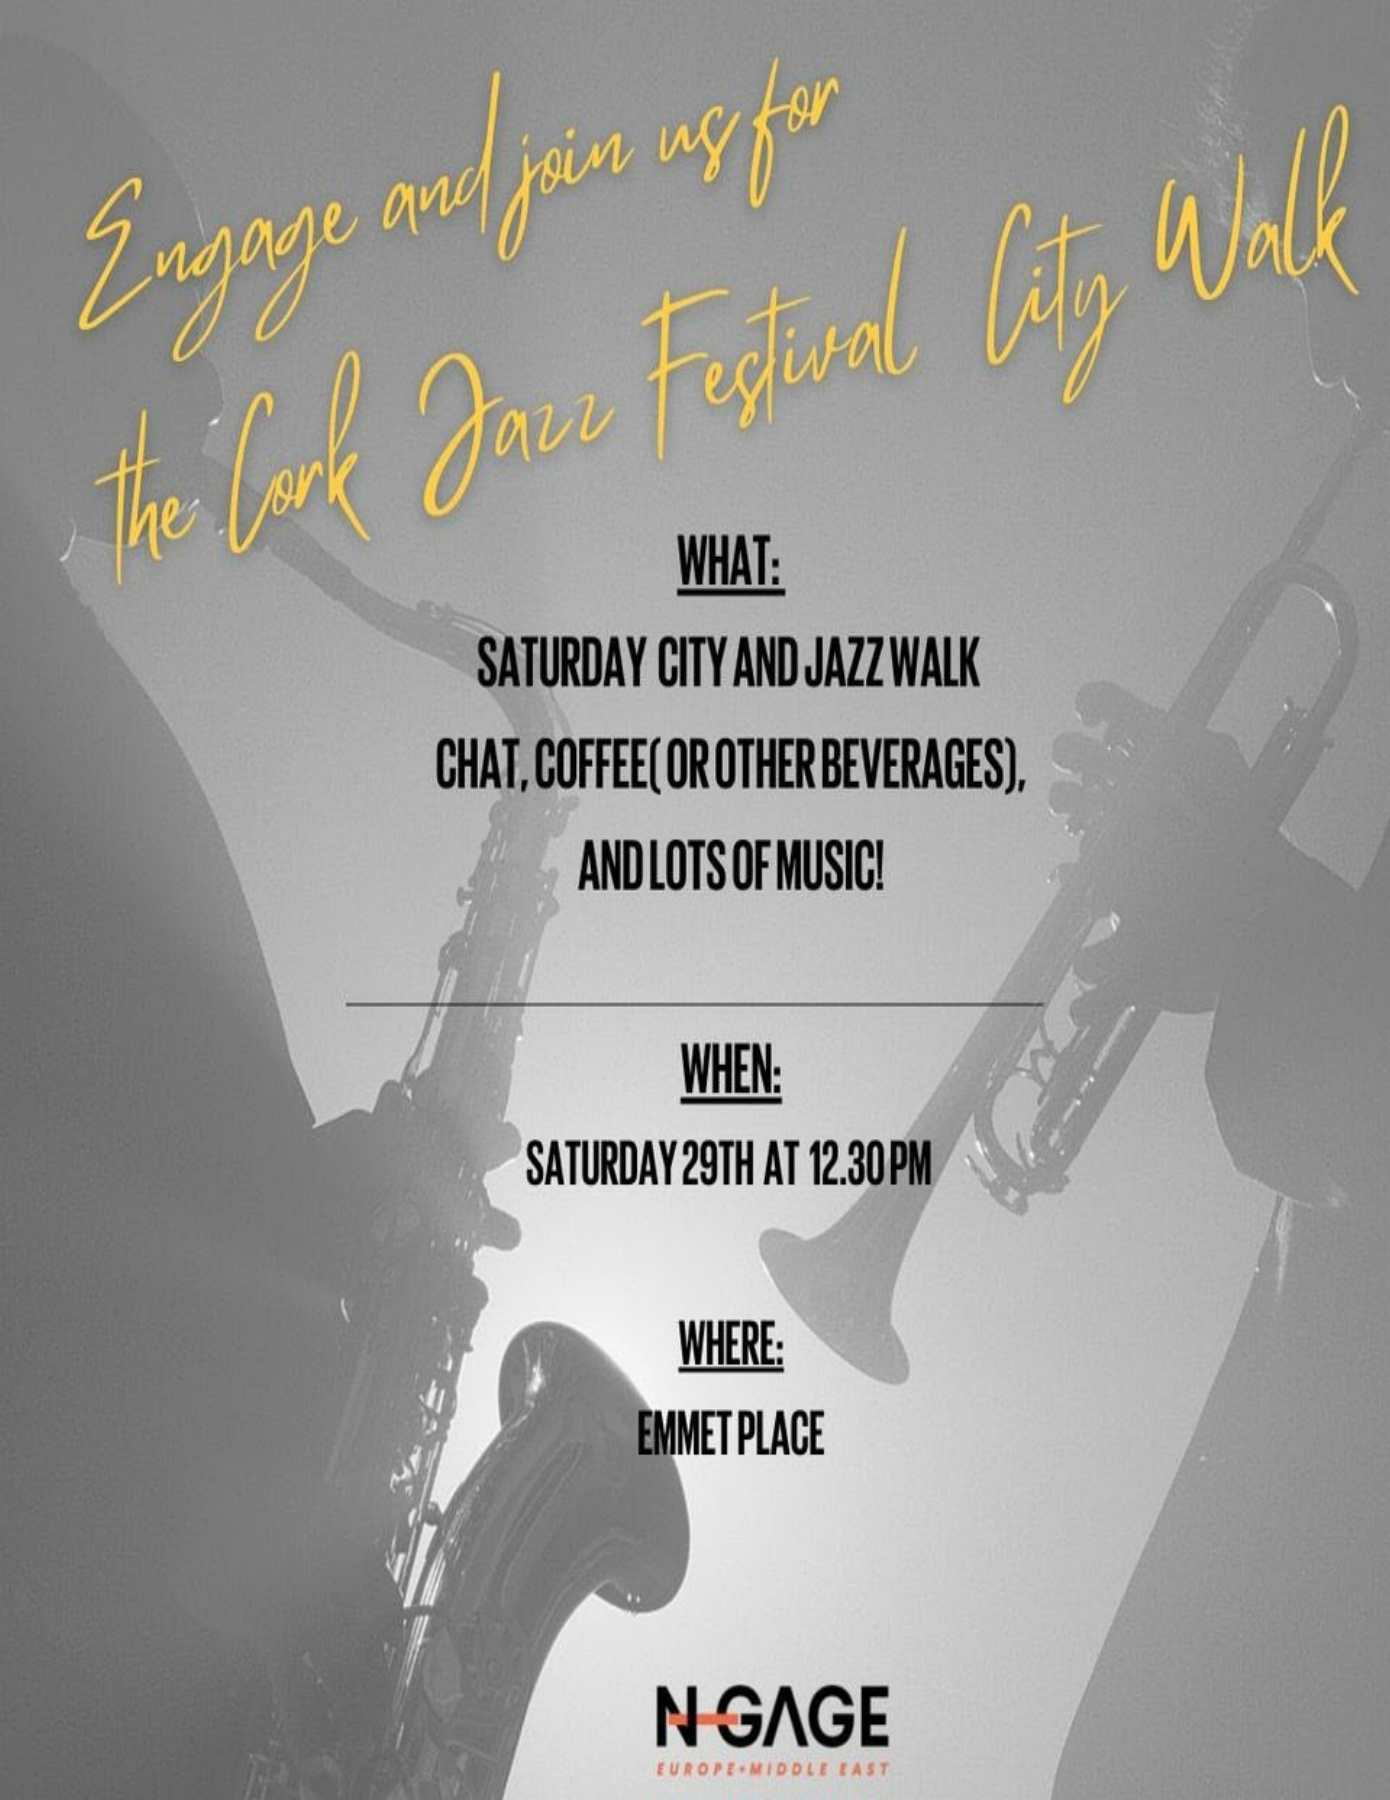 Engage and join us for
the Cork Jazz Festival City Walk
WHAT:
SATURDAY CITY AND JAZZ WALK
CHAT, COFFEE( OR OTHER BEVERAGES),
AND LOTS OF MUSIC!
WHEN:
SATURDAY 29TH AT 12.30 PM
WHERE:
EMMET PLACE
N-GAGE
EUROPE+MIDDLE EAST